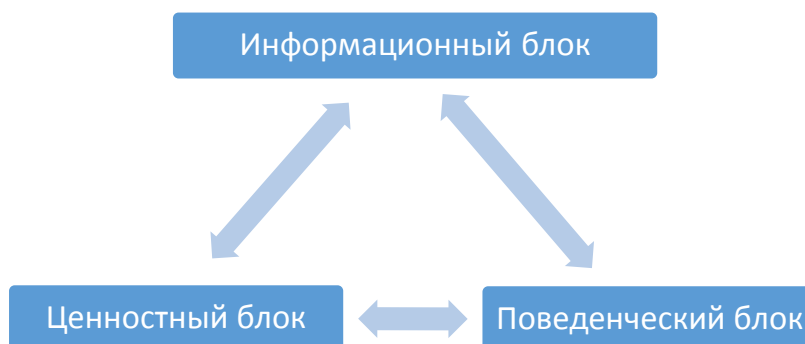 Информационный блок
Ценностный блок
Поведенческий блок